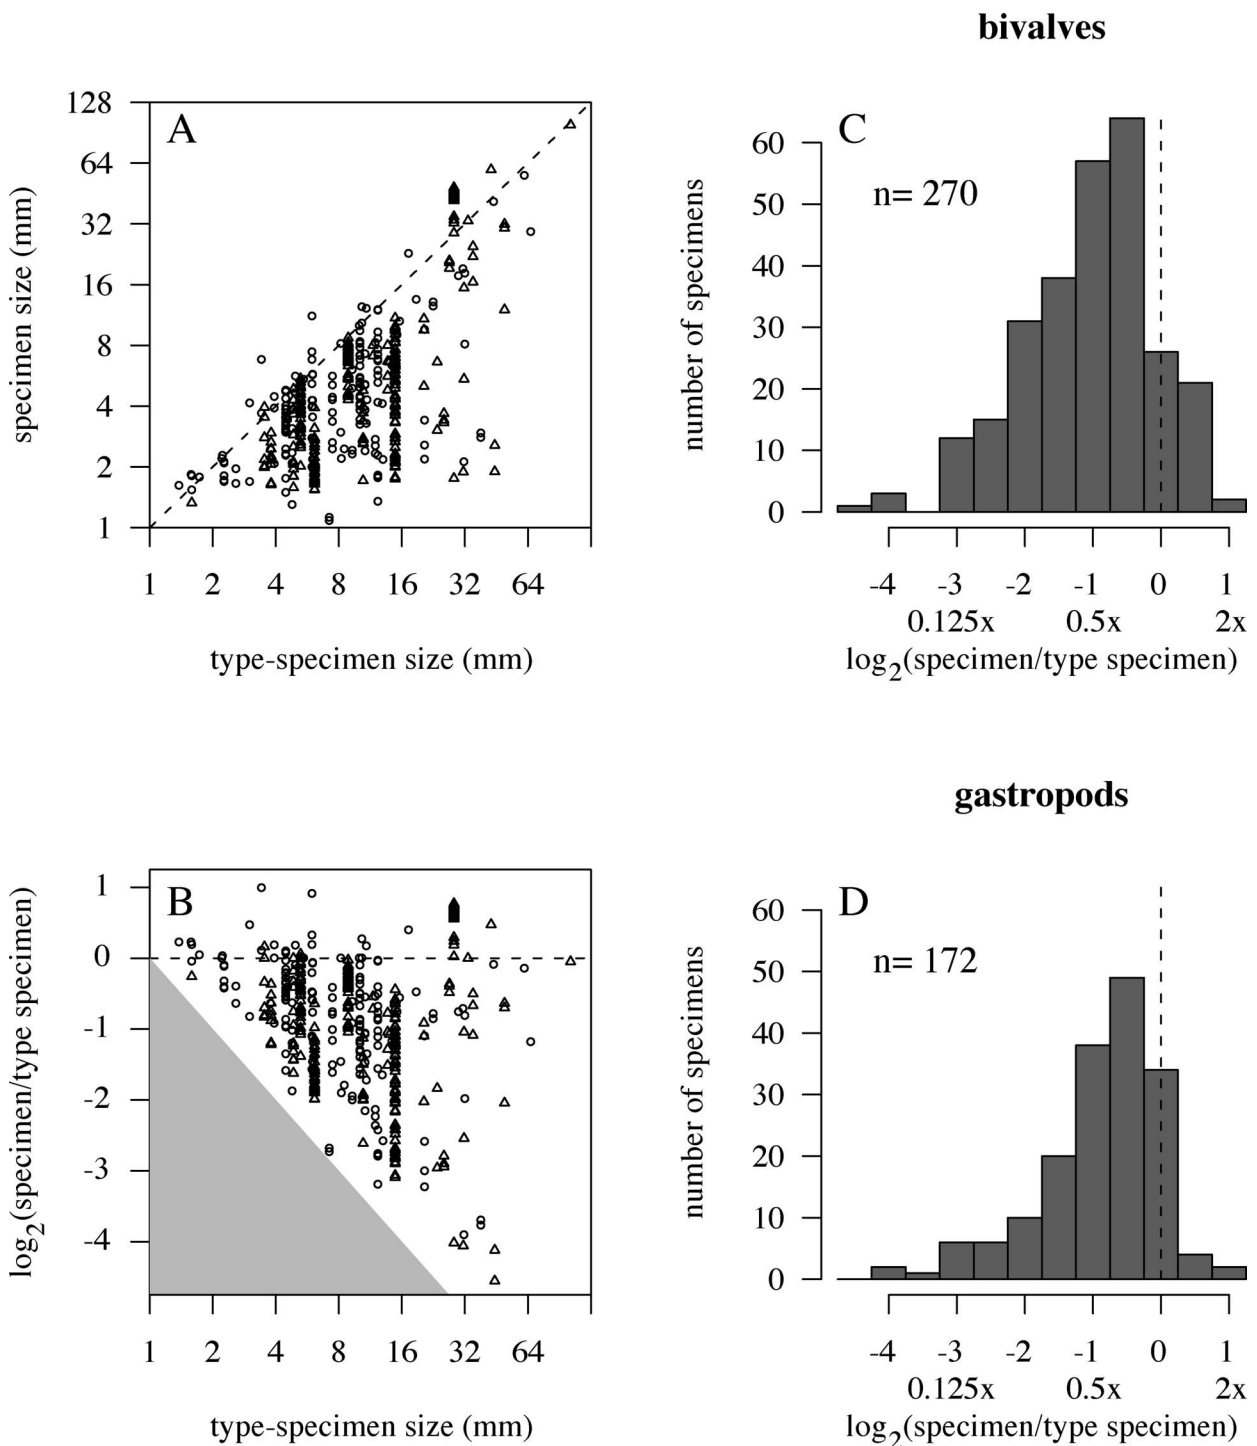 bivalves
A
128
64
32
16
8
4
2
1
specimen size (mm)
1 2 4 8 16 32 64
type-specimen size (mm)
C
n= 270
60
50
40
30
20
10
0
number of specimens
-4 -3 -2 -1 0 1
0.125x 0.5x 2x
log2(specimen/type specimen)
gastropods
B
1
0
-1
-2
-3
-4
log2(specimen/type specimen)
1 2 4 8 16 32 64
type-specimen size (mm)
D
n= 172
60
50
40
30
20
10
0
number of specimens
-4 -3 -2 -1 0 1
0.125x 0.5x 2x
log2(specimen/type specimen)